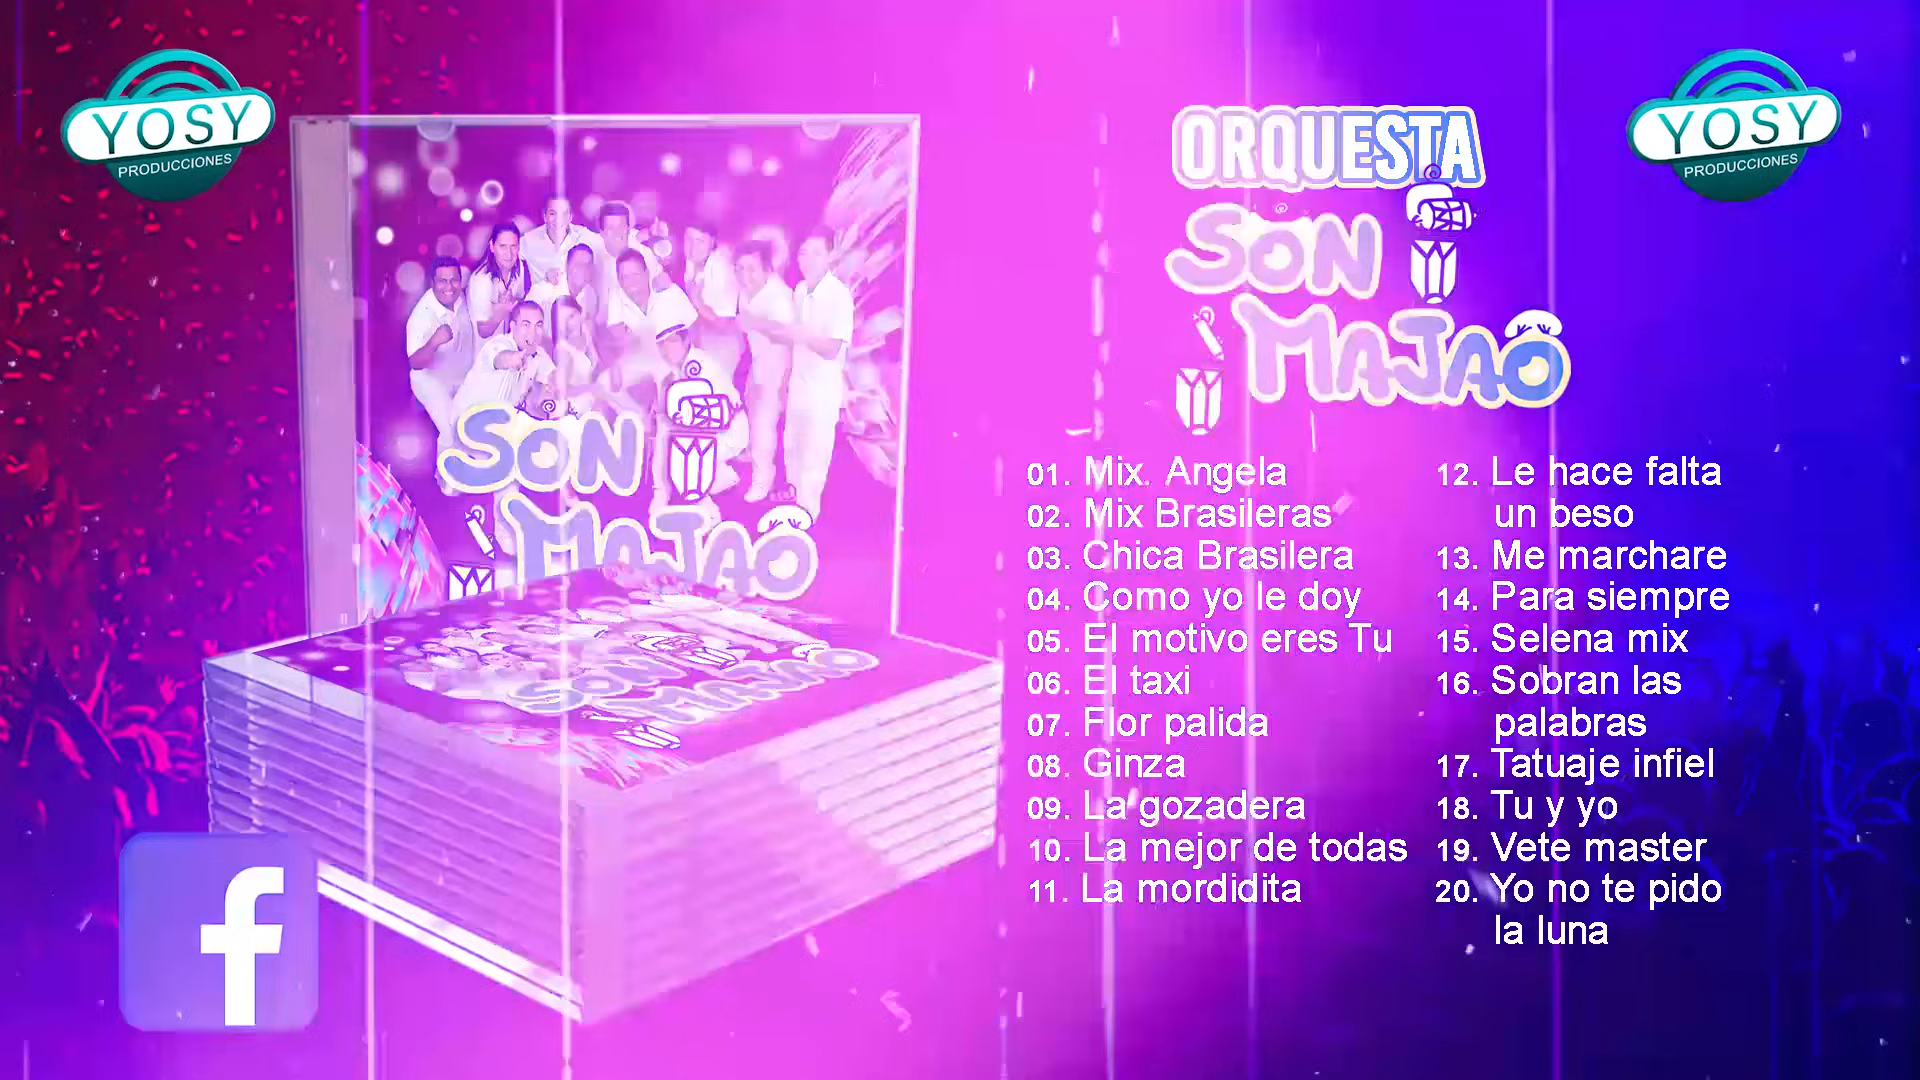 YOSY
PRODUCCIONES
YOSY
PRODUCCIONES
ORQUESTA
SON
MAJAO
SON
MAJAO
SON
MAJAO
01. Mix. Angela
02. Mix Brasileras
03. Chica Brasilera
04. Como yo le doy
05. El motivo eres Tu
06. El taxi
07. Flor palida
08. Ginza
09. La gozadera
10. La mejor de todas
11. La mordidita
12. Le hace falta
un beso
13. Me marchare
14. Para siempre
15. Selena mix
16. Sobran las
palabras
17. Tatuaje infiel
18. Tu y yo
19. Vete master
20. Yo no te pido
la luna
f